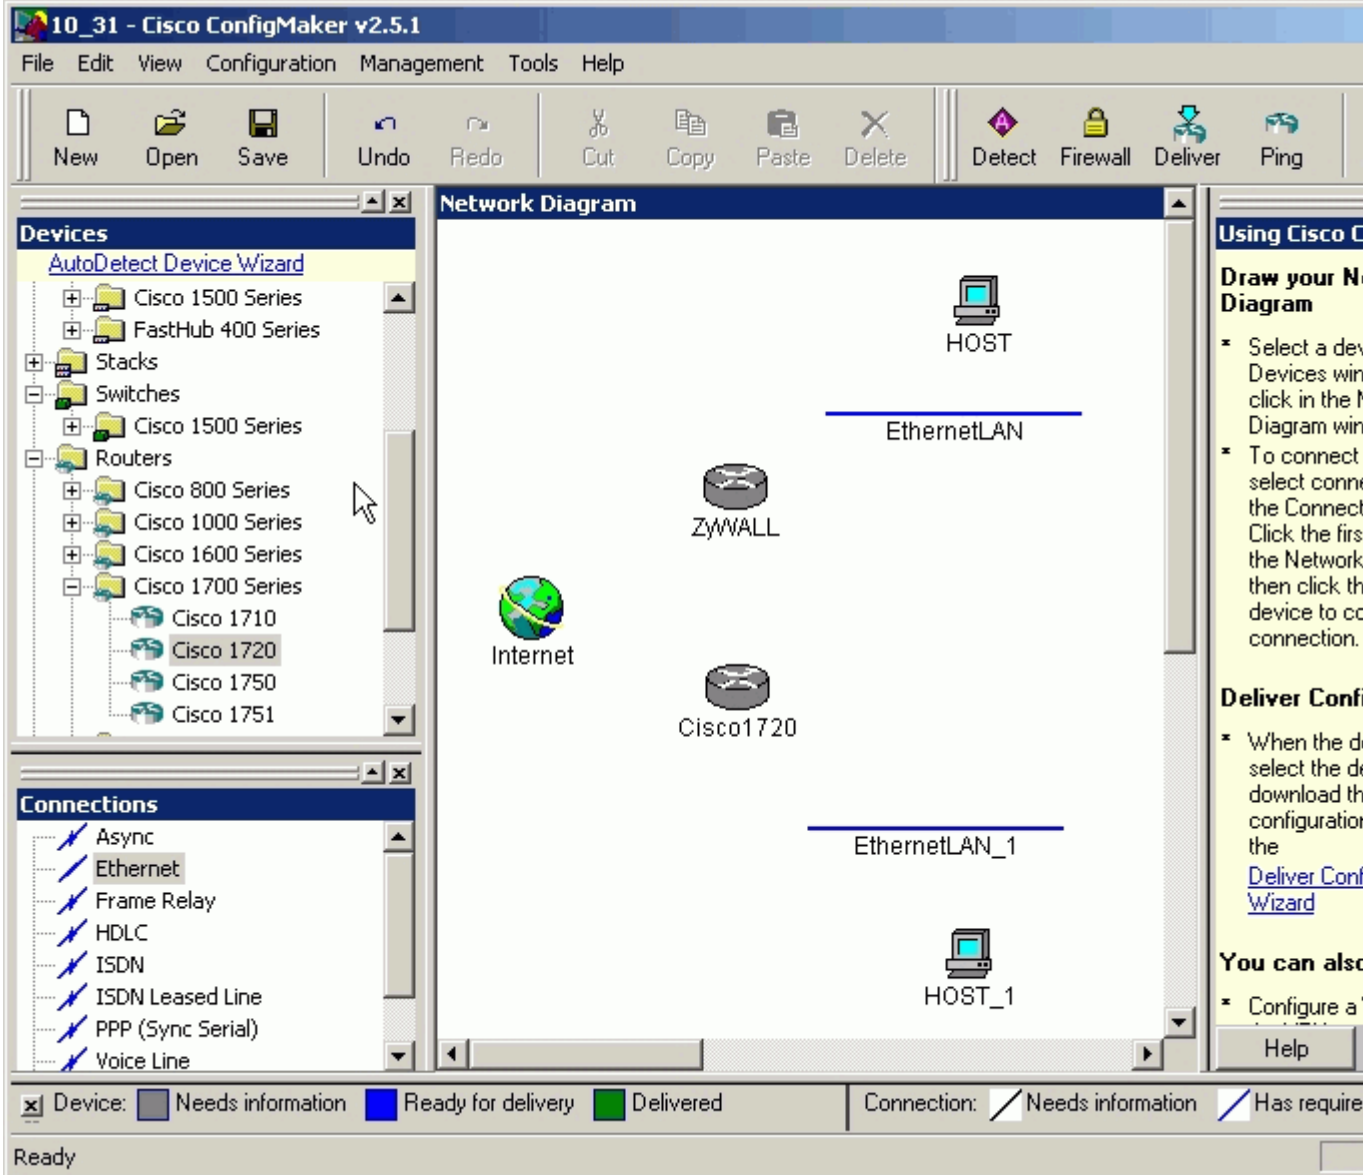 10_31 - Cisco ConfigMaker v2.5.1
File Edit View Configuration Management Tools Help
New Open Save Undo Redo Cut Copy Paste Delete Detect Firewall Deliver Ping
Devices
AutoDetect Device Wizard
Cisco 1500 Series
FastHub 400 Series
Stacks
Switches
Cisco 1500 Series
Routers
Cisco 800 Series
Cisco 1000 Series
Cisco 1600 Series
Cisco 1700 Series
Cisco 1710
Cisco 1720
Cisco 1750
Cisco 1751
Connections
Async
Ethernet
Frame Relay
HDLC
ISDN
ISDN Leased Line
PPP (Sync Serial)
Voice Line
Network Diagram
HOST
EthernetLAN
ZyWALL
Internet
Cisco1720
EthernetLAN_1
HOST_1
Using Cisco C
Draw your Ne
Diagram
* Select a dev
Devices win
click in the N
Diagram win
* To connect
select conne
the Connect
Click the firs
the Network
then click th
device to co
connection.
Deliver Confi
* When the de
select the de
download th
configuration
the
Deliver Conf
Wizard
You can also
* Configure a
Help
Device: Needs information Ready for delivery Delivered Connection: Needs information Has require
Ready